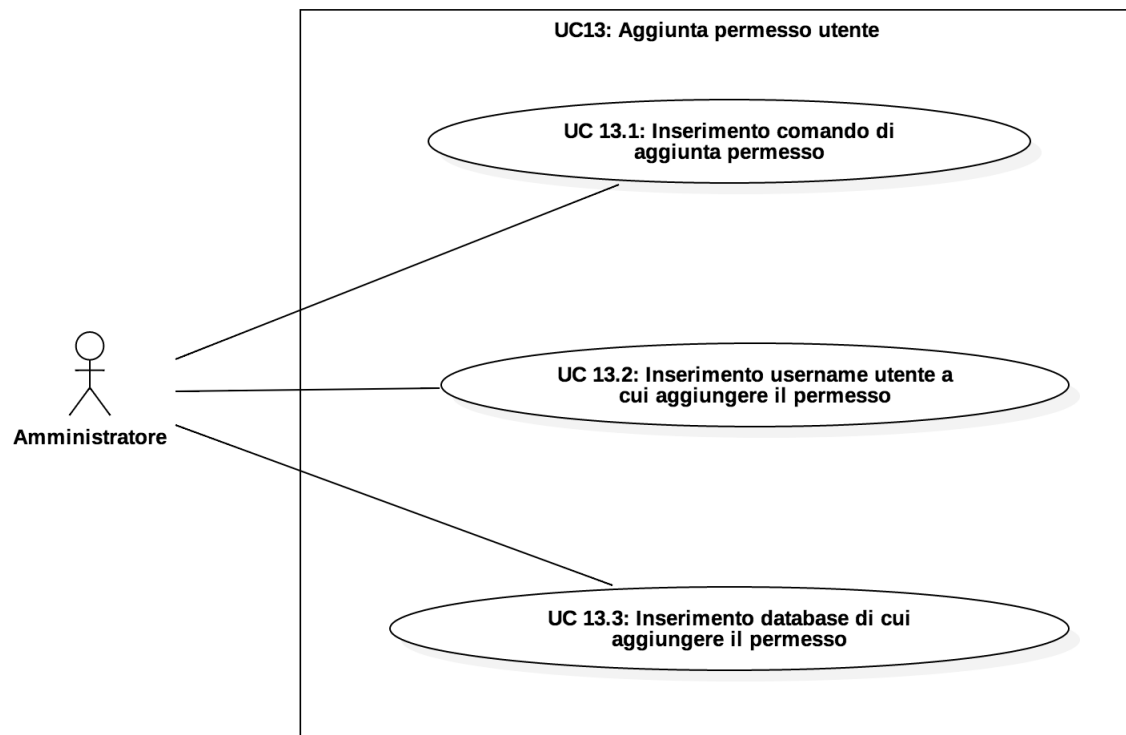 UC13: Aggiunta permesso utente
UC 13.1: Inserimento comando di
aggiunta permesso
UC 13.2: Inserimento username utente a
cui aggiungere il permesso
Amministratore
UC 13.3: Inserimento database di cui
aggiungere il permesso